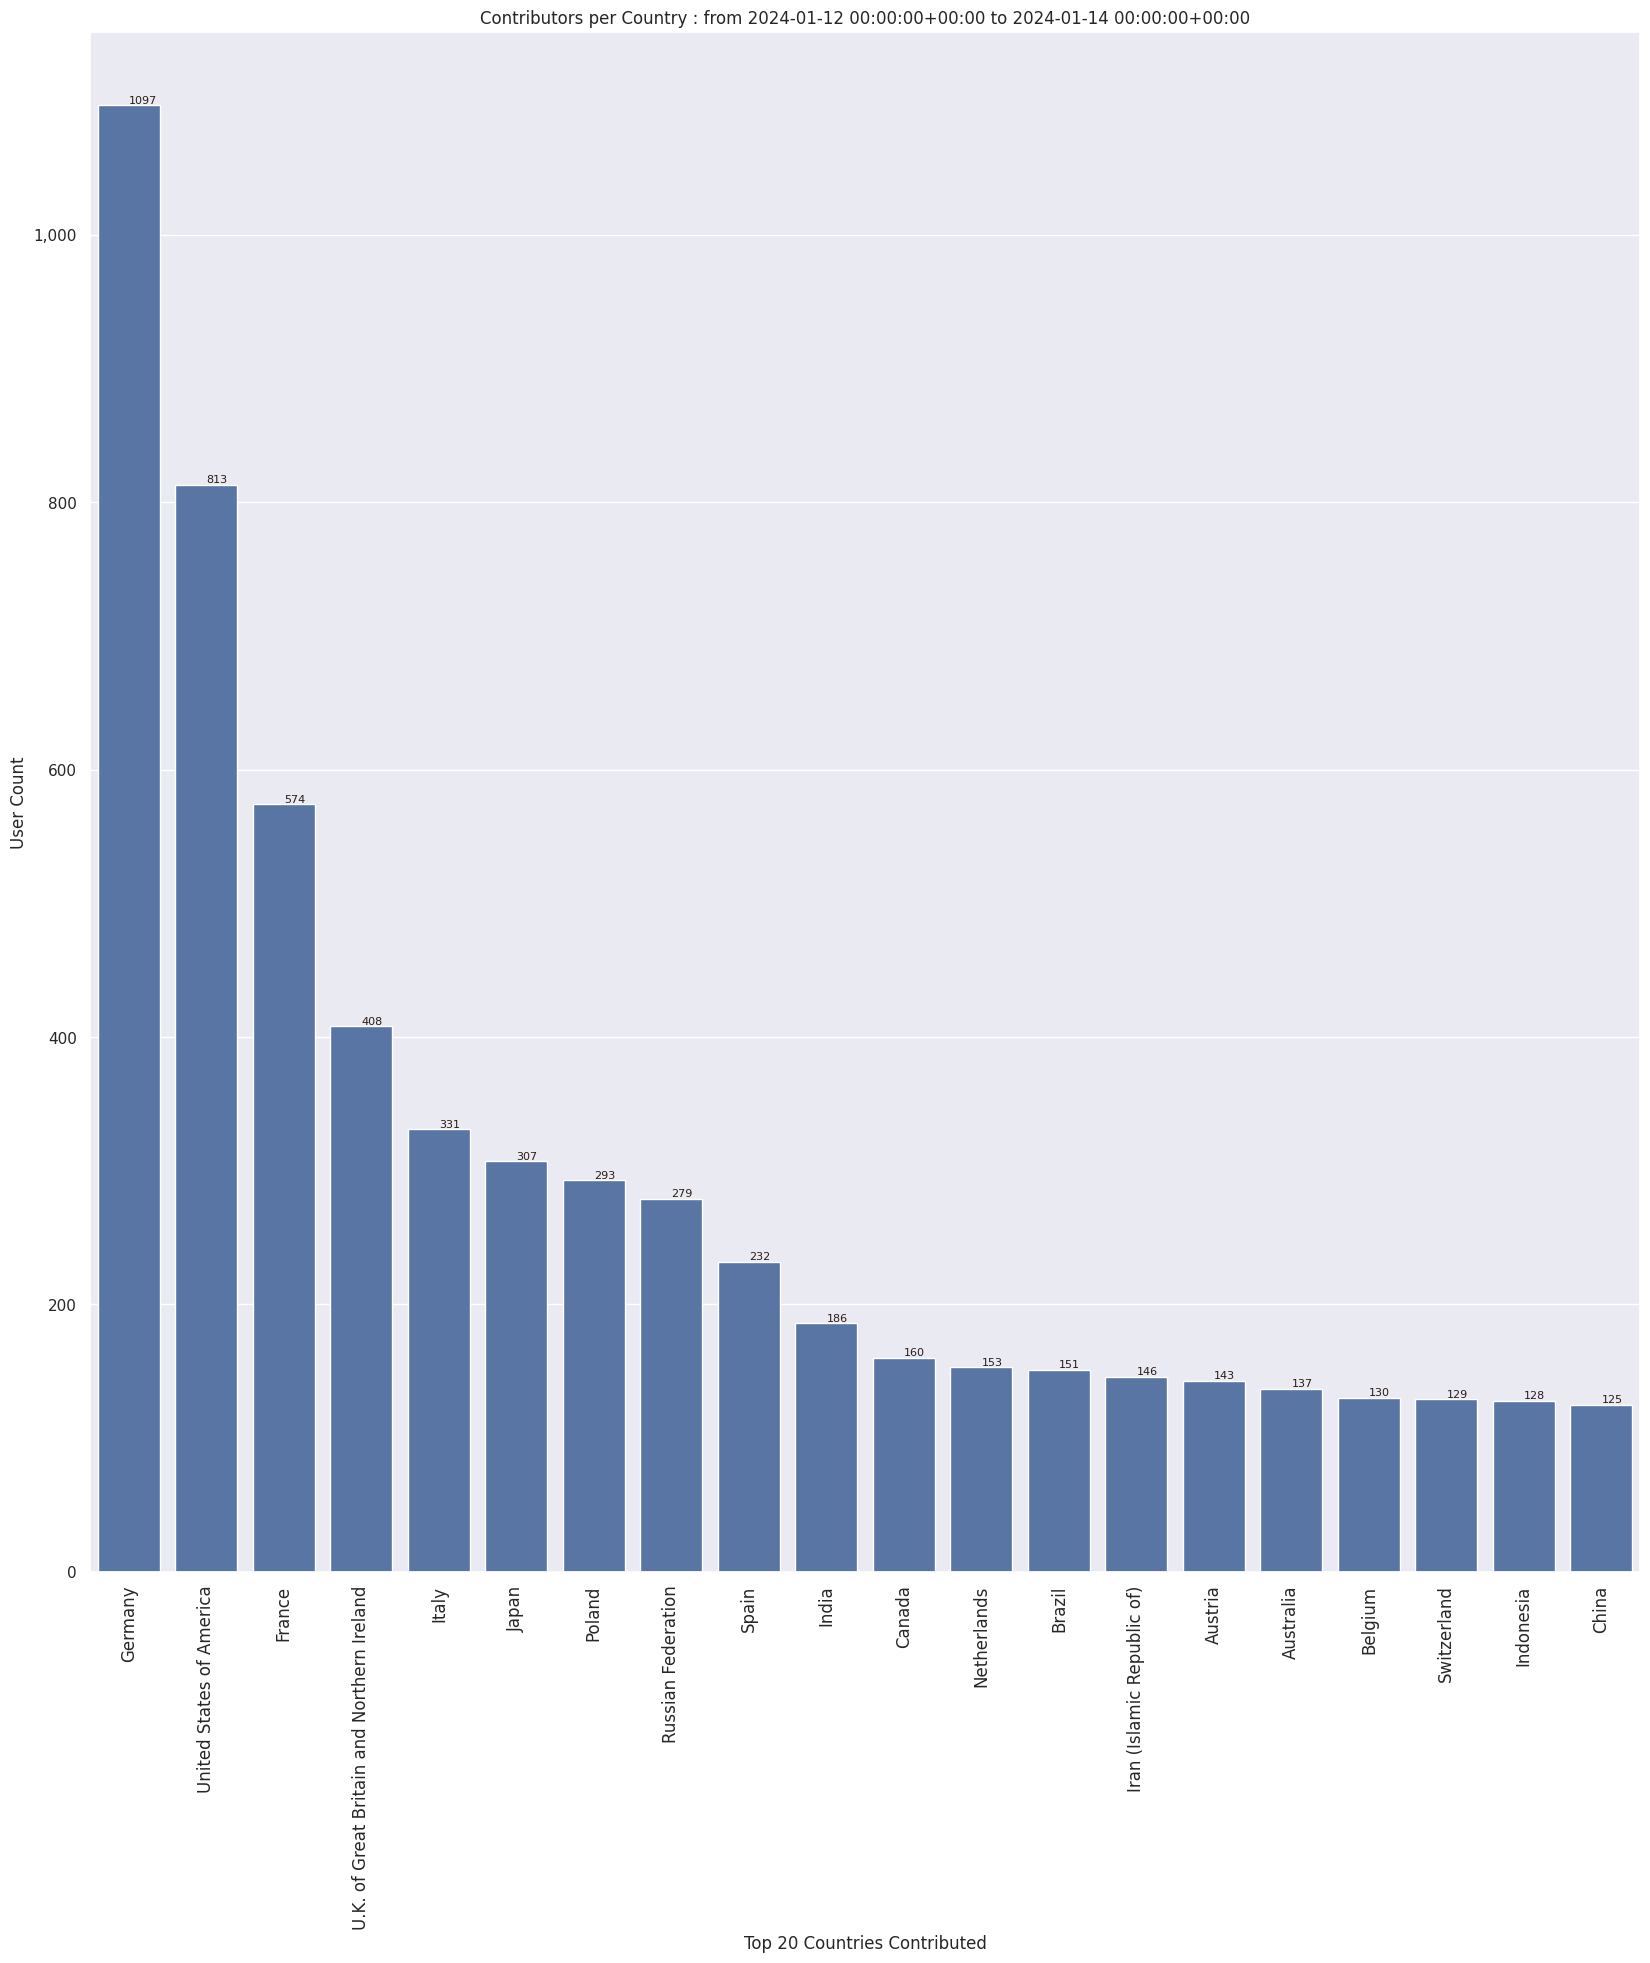 Contributors per Country : from 2024-01-12 00:00:00+00:00 to 2024-01-14 00:00:00+00:00
User Count
1,000
800
600
400
200
0
1097
813
574
408
331
307
293
279
232
186
160
153
151
146
143
137
130
129
128
125
Germany
United States of America
France
U.K. of Great Britain and Northern Ireland
Italy
Japan
Poland
Russian Federation
Spain
India
Canada
Netherlands
Brazil
Iran (Islamic Republic of)
Austria
Australia
Belgium
Switzerland
Indonesia
China
Top 20 Countries Contributed